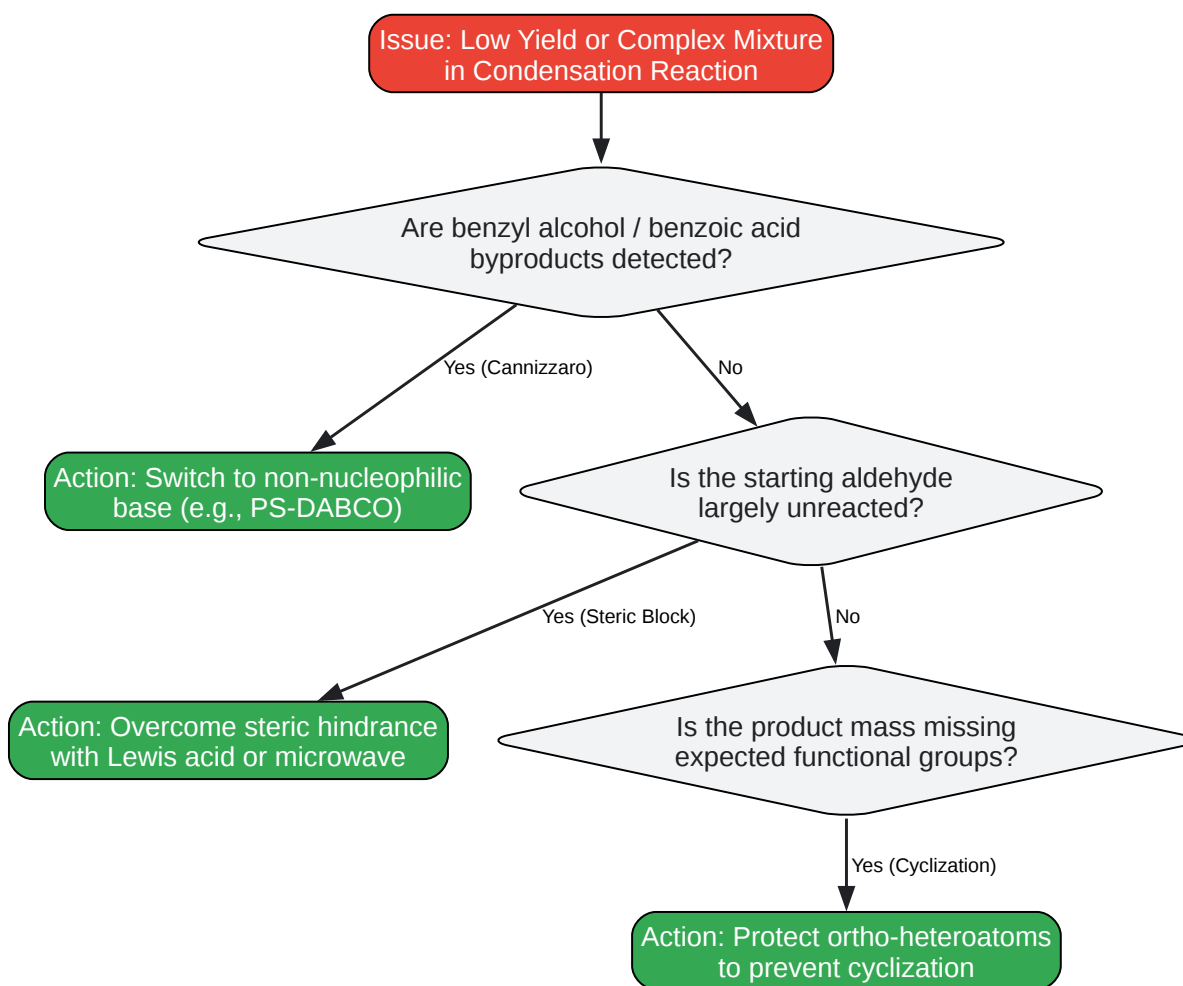 Issue: Low Yield or Complex Mixture
in Condensation Reaction
Are benzyl alcohol / benzoic acid
byproducts detected?
Yes (Cannizzaro)
No
Action: Switch to non-nucleophilic
base (e.g., PS-DABCO)
Is the starting aldehyde
largely unreacted?
Yes (Steric Block)
No
Action: Overcome steric hindrance
with Lewis acid or microwave
Is the product mass missing
expected functional groups?
Yes (Cyclization)
Action: Protect ortho-heteroatoms
to prevent cyclization